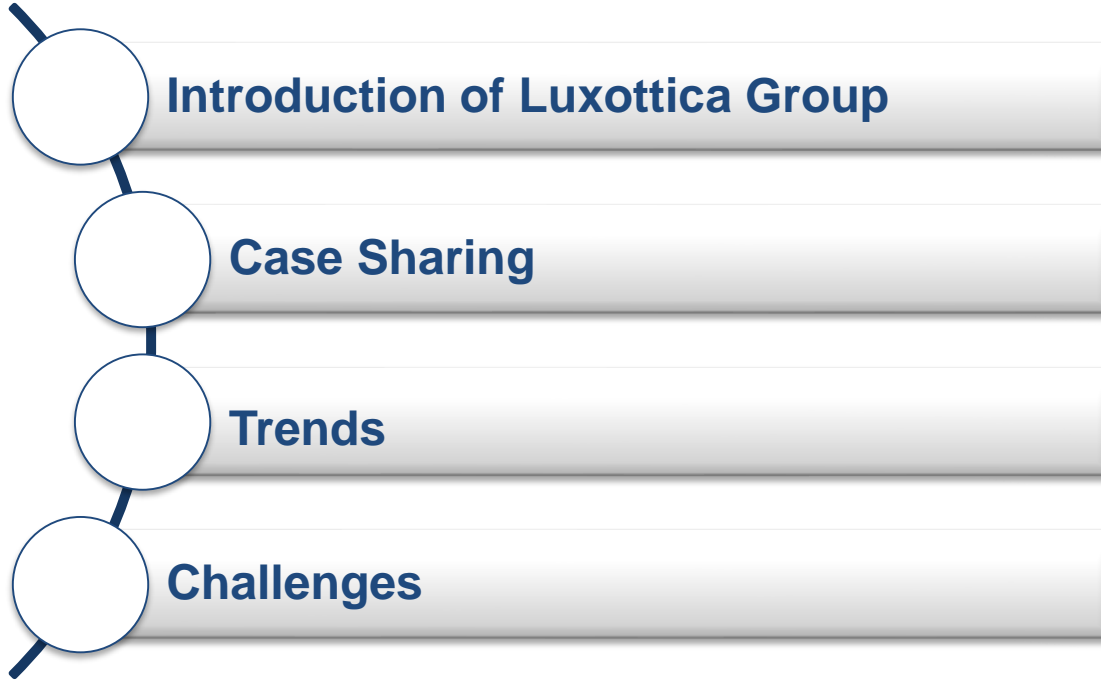 Introduction of Luxottica Group
Case Sharing
Trends
Challenges